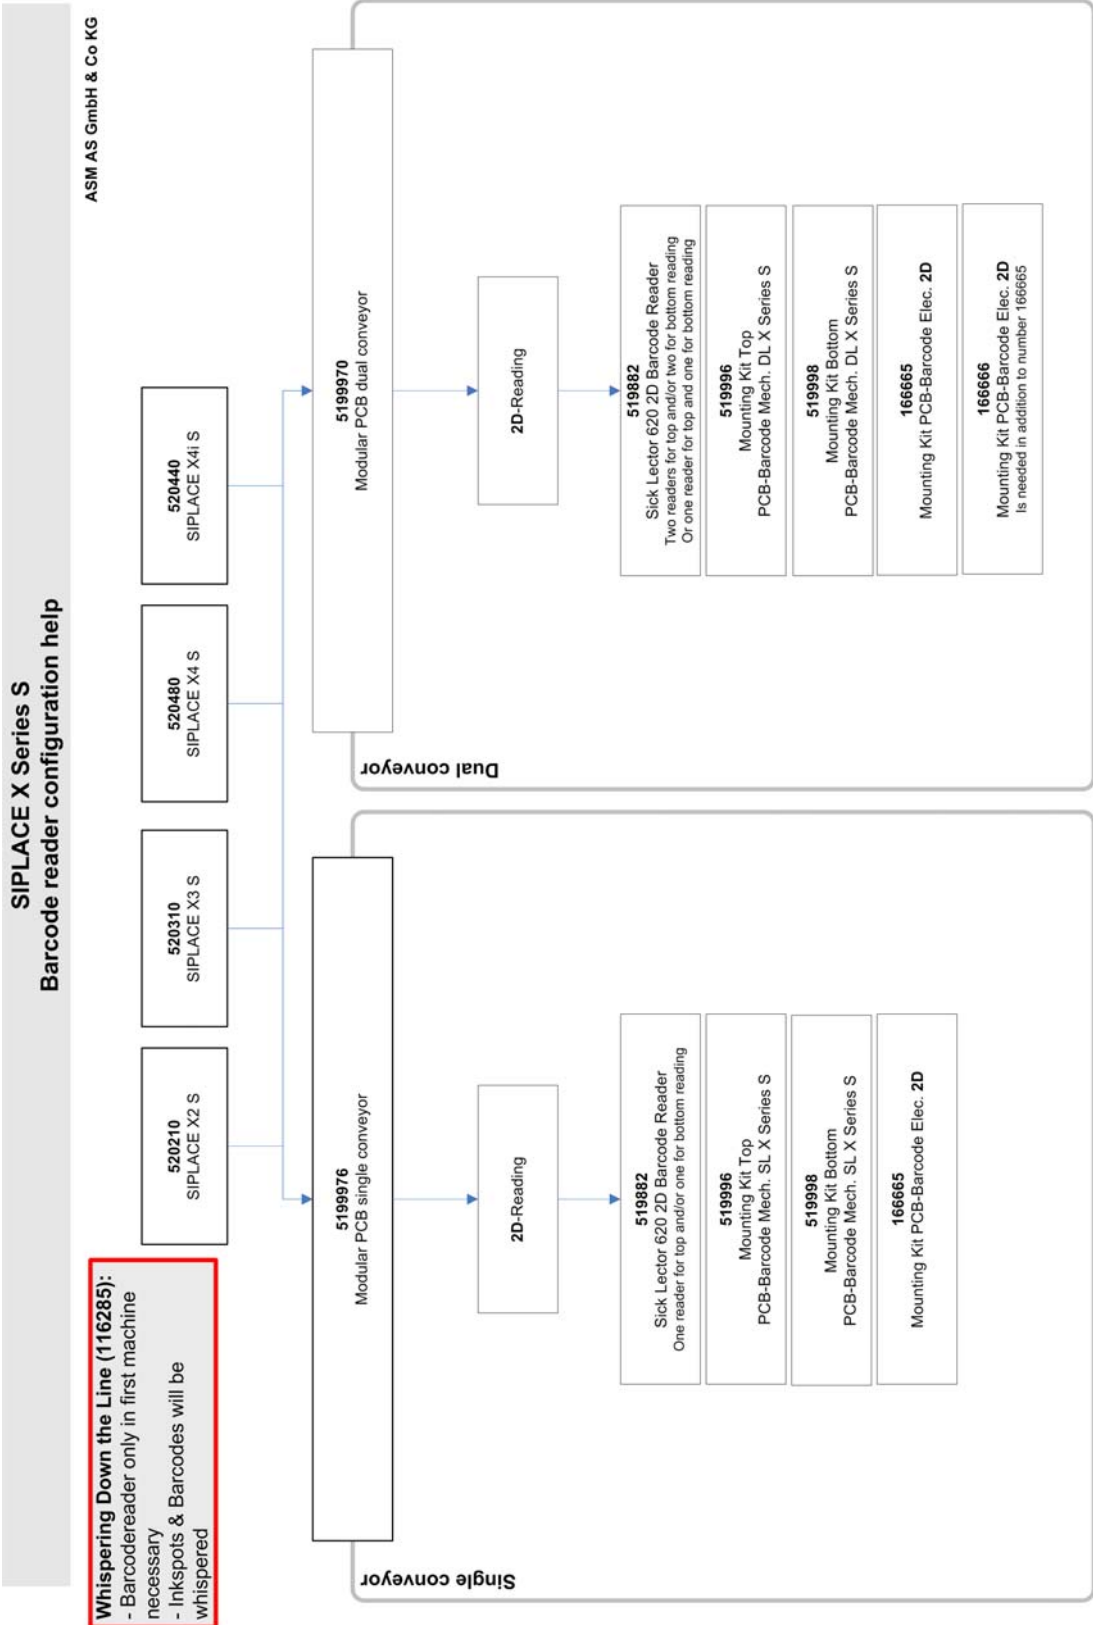 SIPLACE X Series S
Barcode reader configuration help
ASM AS GmbH & Co KG
Whispering Down the Line (116285):
- Barcodereader only in first machine
necessary
- Inkspots & Barcodes will be
whispered
520210
SIPLACE X2 S
520310
SIPLACE X3 S
520480
SIPLACE X4 S
520440
SIPLACE X4i S
Single conveyor
5199976
Modular PCB single conveyor
2D-Reading
519882
Sick Lector 620 2D Barcode Reader
One reader for top and/or one for bottom reading
519996
Mounting Kit Top
PCB-Barcode Mech. SL X Series S
519998
Mounting Kit Bottom
PCB-Barcode Mech. SL X Series S
166665
Mounting Kit PCB-Barcode Elec. 2D
Dual conveyor
5199970
Modular PCB dual conveyor
2D-Reading
519882
Sick Lector 620 2D Barcode Reader
Two readers for top and/or two for bottom reading
Or one reader for top and one for bottom reading
519996
Mounting Kit Top
PCB-Barcode Mech. DL X Series S
519998
Mounting Kit Bottom
PCB-Barcode Mech. DL X Series S
166665
Mounting Kit PCB-Barcode Elec. 2D
166666
Mounting Kit PCB-Barcode Elec. 2D
Is needed in addition to number 166665